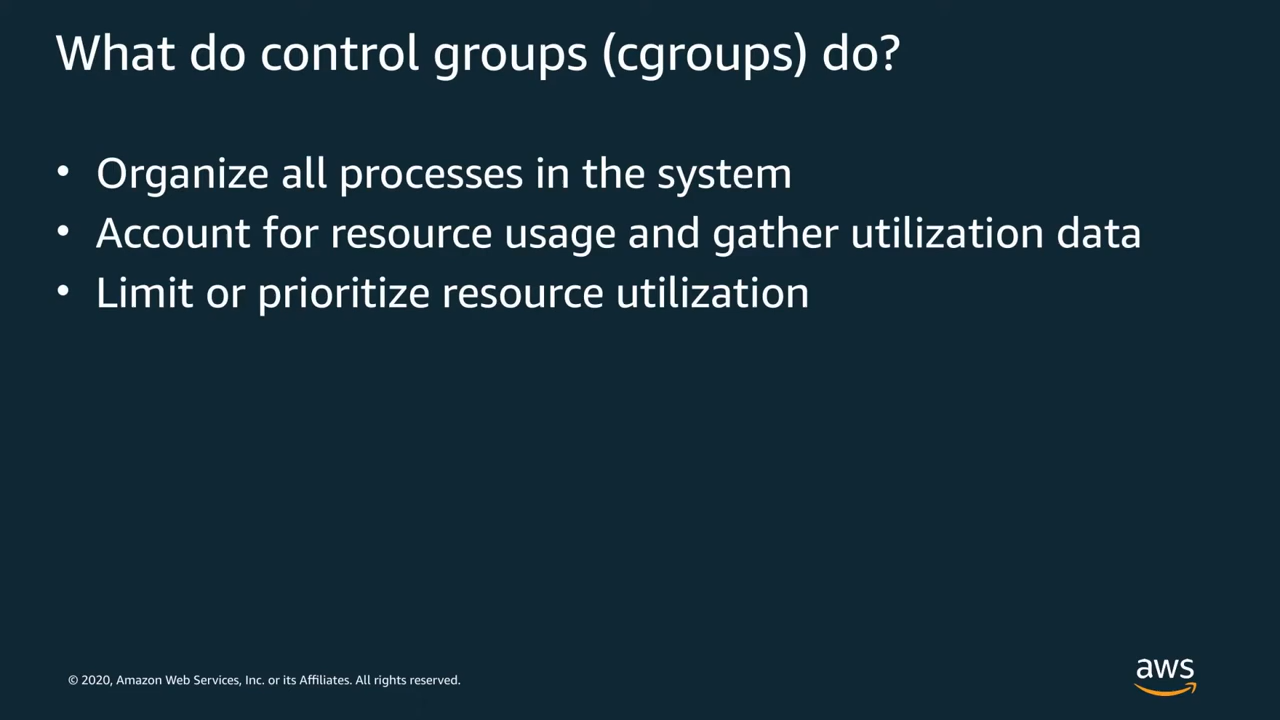 What do control groups (cgroups) do?
• Organize all processes in the system
• Account for resource usage and gather utilization data
• Limit or prioritize resource utilization
© 2020, Amazon Web Services, Inc. or its Affiliates. All rights reserved.
aws